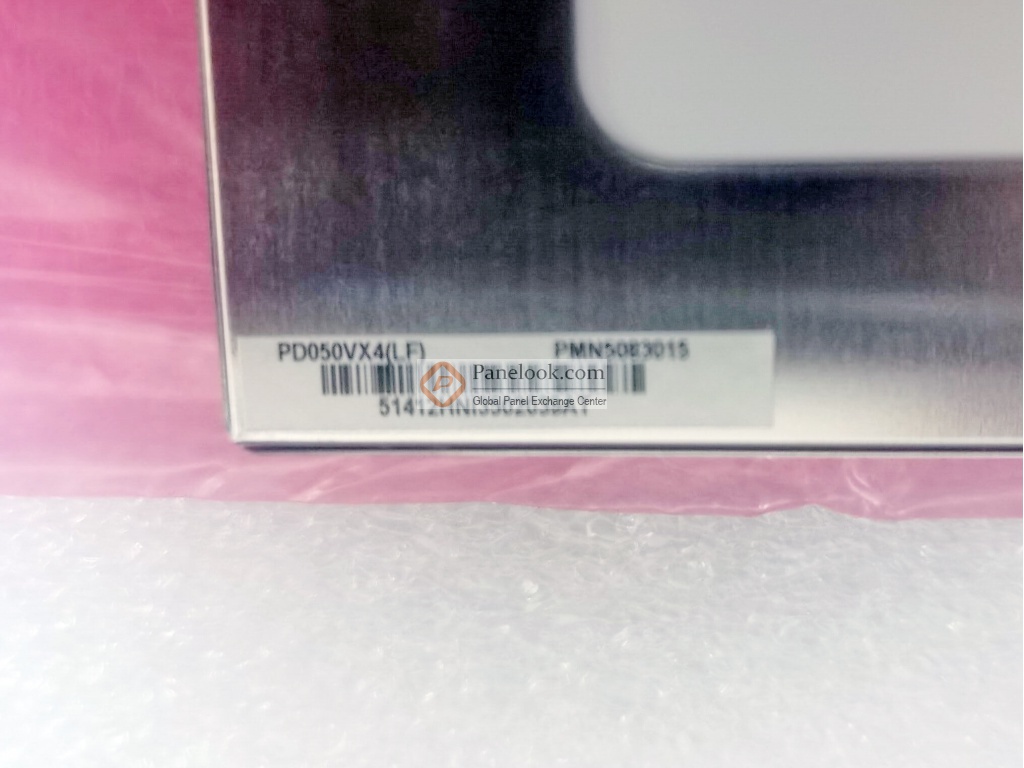 PD050VX4(LF) PMN5083015
Panelook.com
Global Panel Exchange Center